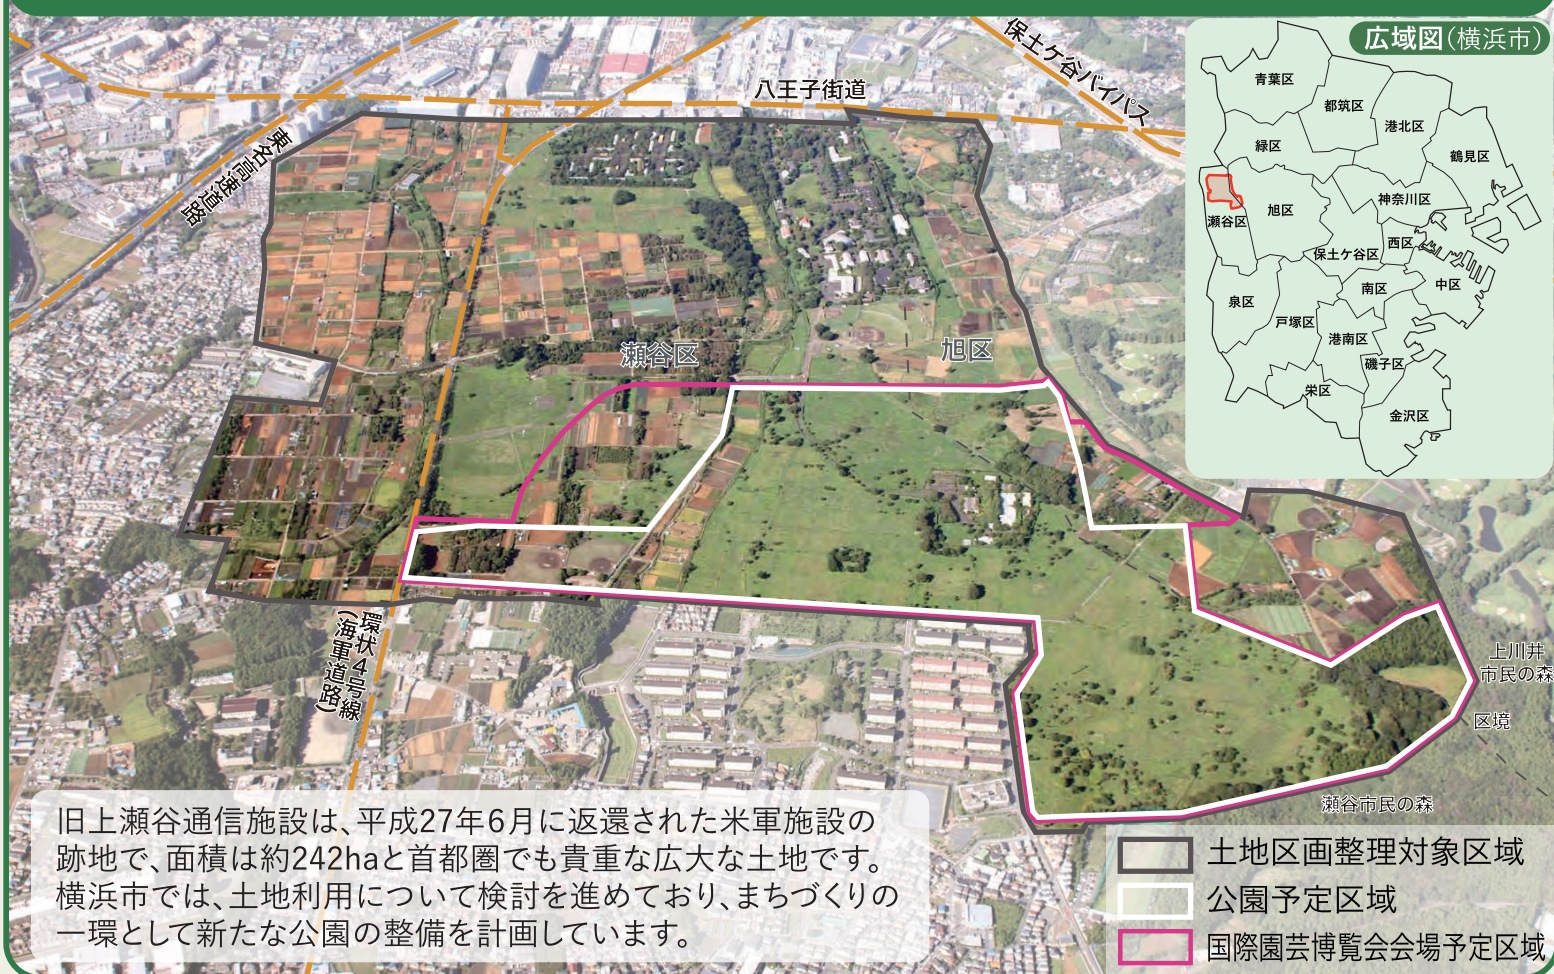 八王子街道
保土ケ谷バイパス
東名高速道路
広域図(横浜市)
青葉区
都筑区
港北区
緑区
鶴見区
神奈川区
旭区
瀬谷区
西区
保土ケ谷区
中区
南区
泉区
戸塚区
港南区
磯子区
栄区
金沢区
瀬谷区
旭区
環状4号線
(海軍道路)
上川井
市民の森
区境
瀬谷市民の森
旧上瀬谷通信施設は、平成27年6月に返還された米軍施設の
跡地で、面積は約242haと首都圏でも貴重な広大な土地です。
横浜市では、土地利用について検討を進めており、まちづくりの
一環として新たな公園の整備を計画しています。
土地区画整理対象区域
公園予定区域
国際園芸博覧会会場予定区域